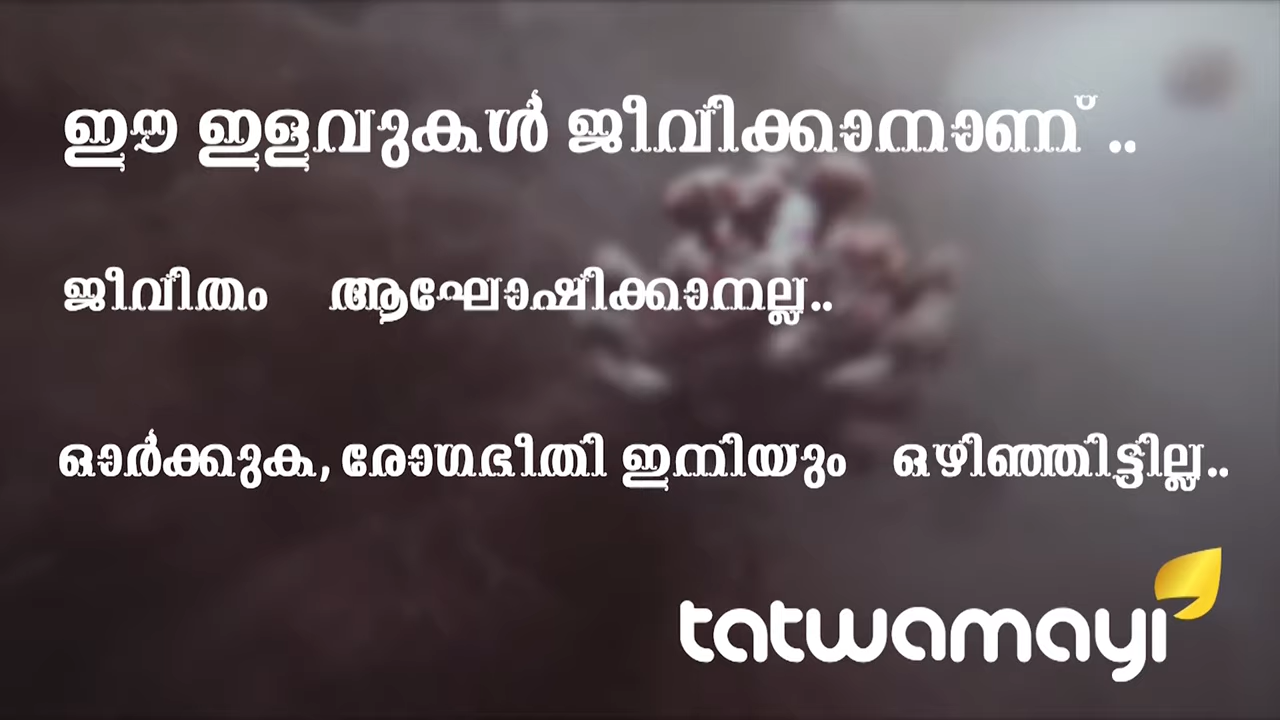 ഈ ഇളവുകൾ ജീവിക്കാനാണ് ..
ജീവിതം ആഘോഷിക്കാനല്ല..
ഓർക്കുക, രോഗഭീതി ഇനിയും ഒഴിഞ്ഞിട്ടില്ല..
tatwamayi